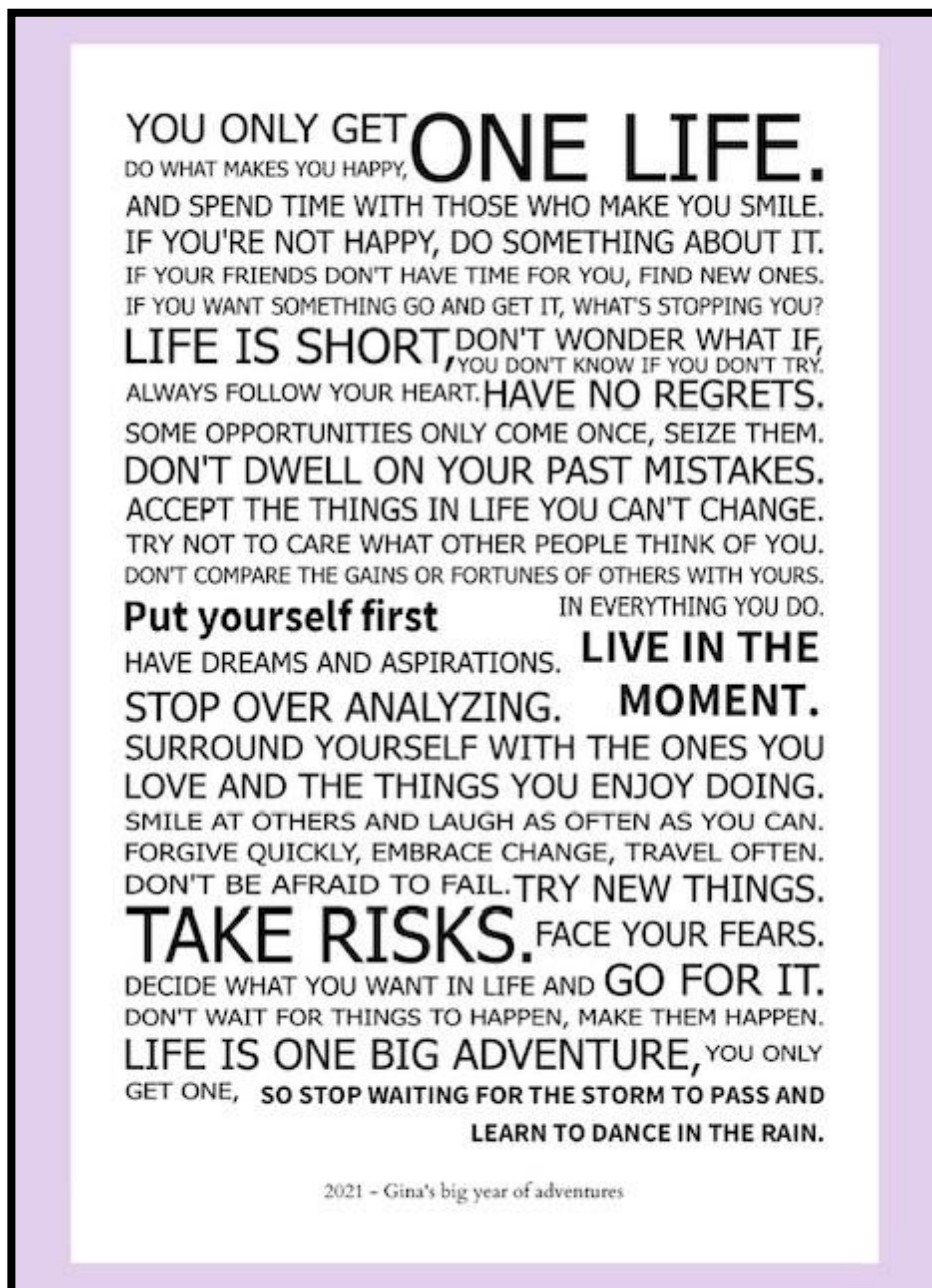 YOU ONLY GET ONE LIFE.
DO WHAT MAKES YOU HAPPY,
AND SPEND TIME WITH THOSE WHO MAKE YOU SMILE.
IF YOU'RE NOT HAPPY, DO SOMETHING ABOUT IT.
IF YOUR FRIENDS DON'T HAVE TIME FOR YOU, FIND NEW ONES.
IF YOU WANT SOMETHING GO AND GET IT, WHAT'S STOPPING YOU?
LIFE IS SHORT, DON'T WONDER WHAT IF,
YOU DON'T KNOW IF YOU DON'T TRY.
ALWAYS FOLLOW YOUR HEART. HAVE NO REGRETS.
SOME OPPORTUNITIES ONLY COME ONCE, SEIZE THEM.
DON'T DWELL ON YOUR PAST MISTAKES.
ACCEPT THE THINGS IN LIFE YOU CAN'T CHANGE.
TRY NOT TO CARE WHAT OTHER PEOPLE THINK OF YOU.
DON'T COMPARE THE GAINS OR FORTUNES OF OTHERS WITH YOURS.
Put yourself first IN EVERYTHING YOU DO.
HAVE DREAMS AND ASPIRATIONS. LIVE IN THE
STOP OVER ANALYZING. MOMENT.
SURROUND YOURSELF WITH THE ONES YOU
LOVE AND THE THINGS YOU ENJOY DOING.
SMILE AT OTHERS AND LAUGH AS OFTEN AS YOU CAN.
FORGIVE QUICKLY, EMBRACE CHANGE, TRAVEL OFTEN.
DON'T BE AFRAID TO FAIL. TRY NEW THINGS.
TAKE RISKS. FACE YOUR FEARS.
DECIDE WHAT YOU WANT IN LIFE AND GO FOR IT.
DON'T WAIT FOR THINGS TO HAPPEN, MAKE THEM HAPPEN.
LIFE IS ONE BIG ADVENTURE, YOU ONLY
GET ONE, SO STOP WAITING FOR THE STORM TO PASS AND
LEARN TO DANCE IN THE RAIN.
2021 - Gina's big year of adventures